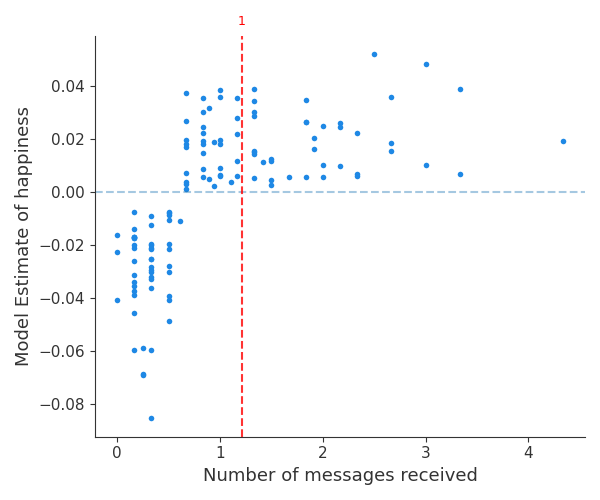 1
0.04
0.02
0.00
−0.02
−0.04
−0.06
−0.08
Model Estimate of happiness
0 1 2 3 4
Number of messages received